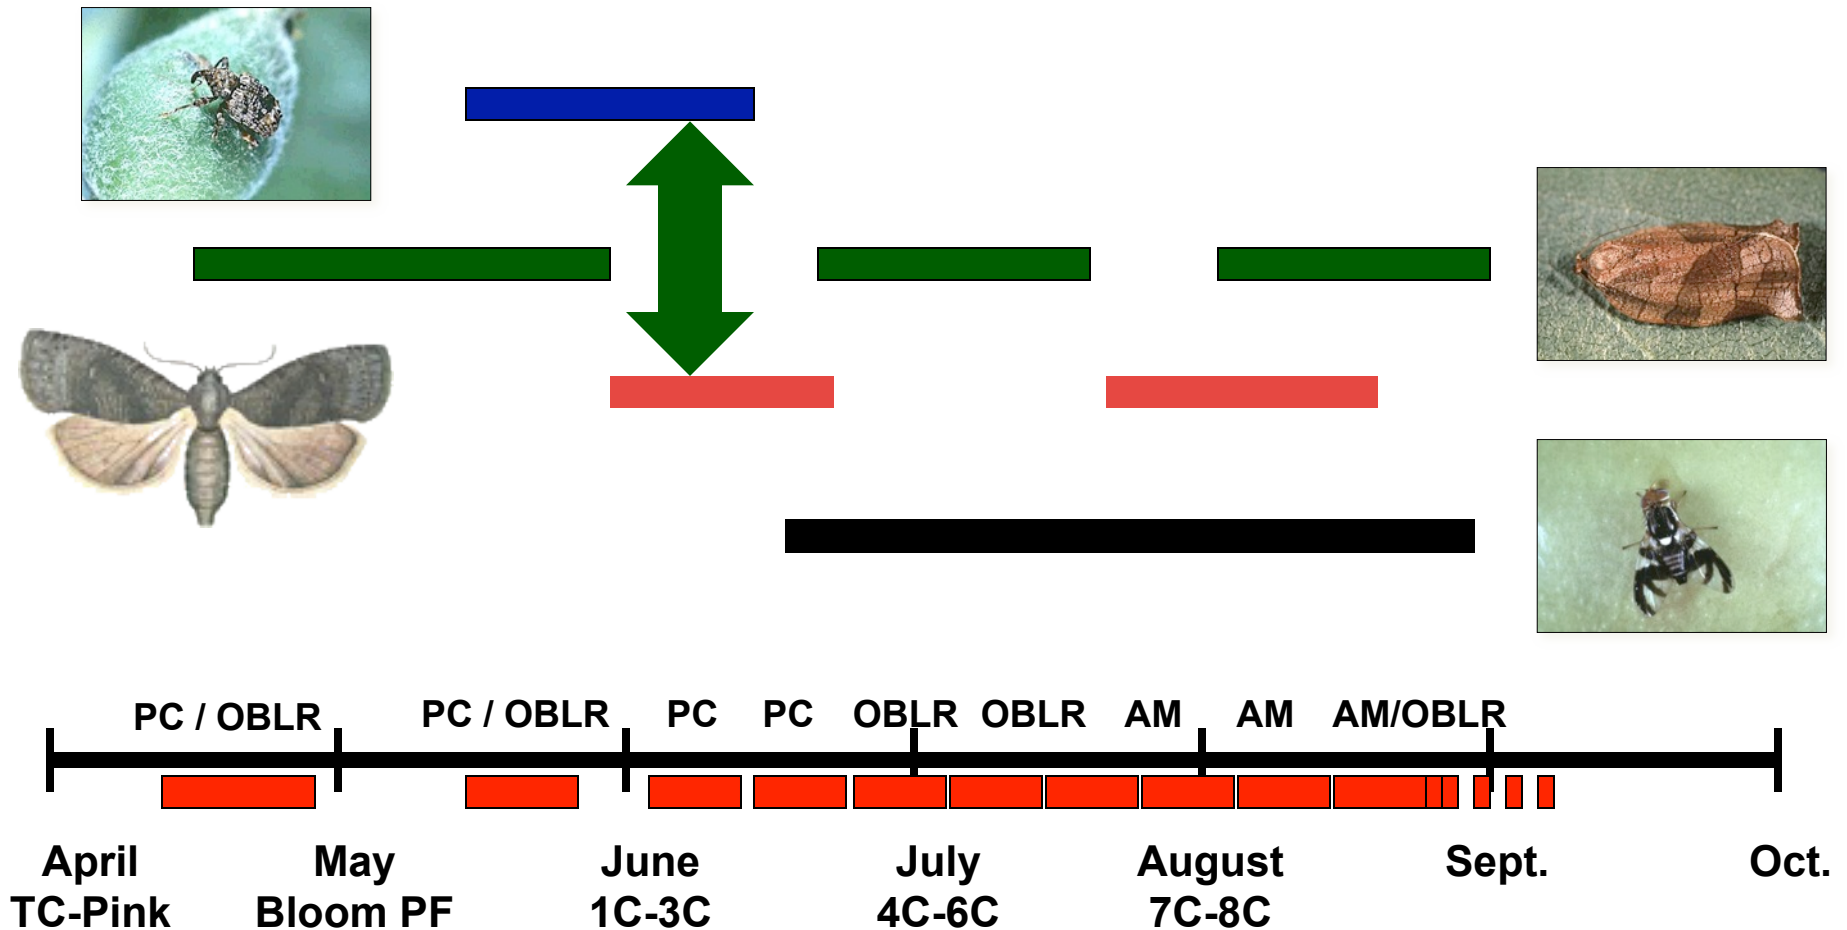 PC / OBLR PC / OBLR PC PC OBLR OBLR AM AM AM/OBLR
April May June July August Sept. Oct.
TC-Pink Bloom PF 1C-3C 4C-6C 7C-8C